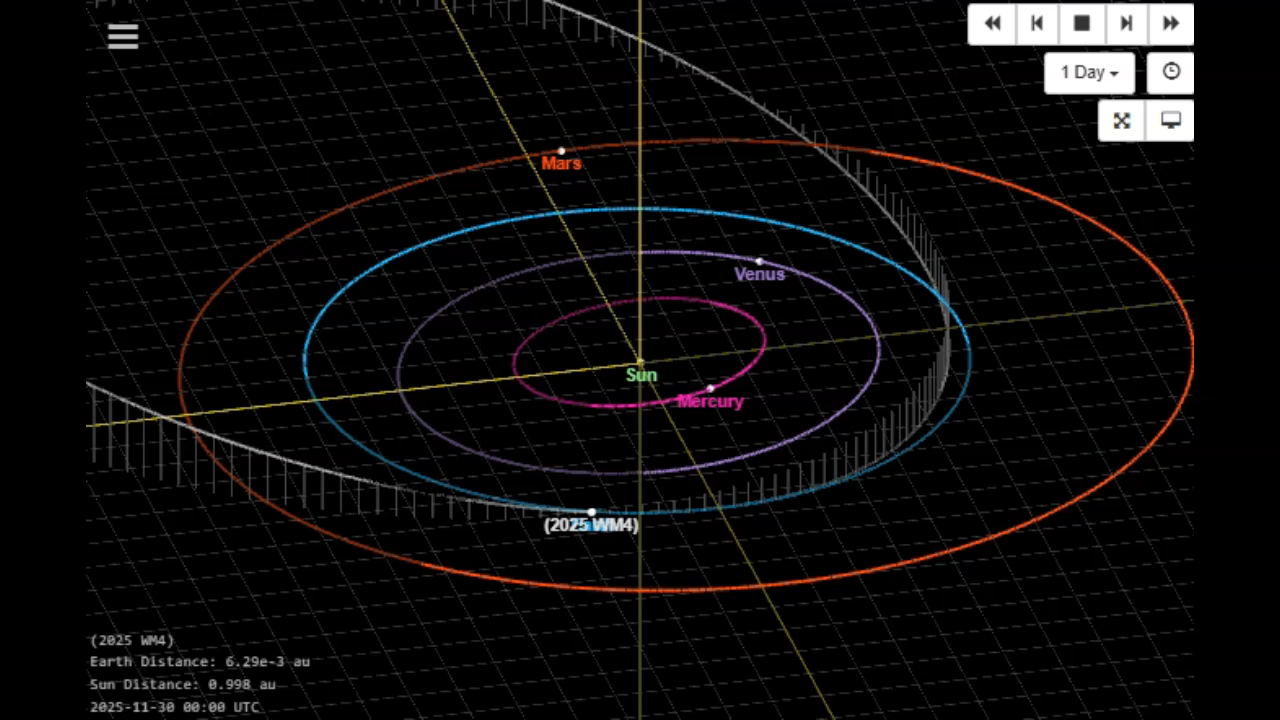 1 Day
Mars
Venus
Sun
Mercury
(2025 WM4)
(2025 WM4)
Earth Distance: 6.29e-3 au
Sun Distance: 0.998 au
2025-11-30 00:00 UTC